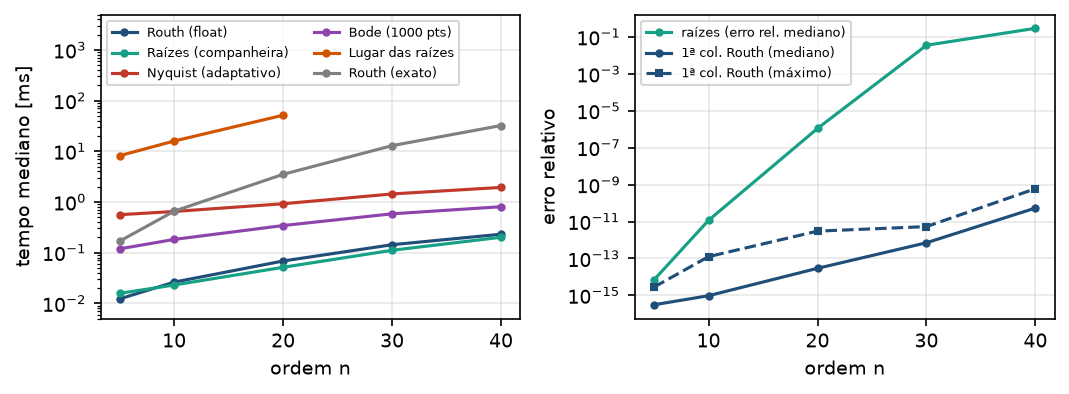 Routh (float)
Raízes (companheira)
Nyquist (adaptativo)
Bode (1000 pts)
Lugar das raízes
Routh (exato)
10³
10²
10¹
10⁰
10⁻¹
10⁻²
tempo mediano [ms]
10
20
30
40
ordem n
raízes (erro rel. mediano)
1ª col. Routh (mediano)
1ª col. Routh (máximo)
10⁻¹
10⁻³
10⁻⁵
10⁻⁷
10⁻⁹
10⁻¹¹
10⁻¹³
10⁻¹⁵
erro relativo
10
20
30
40
ordem n